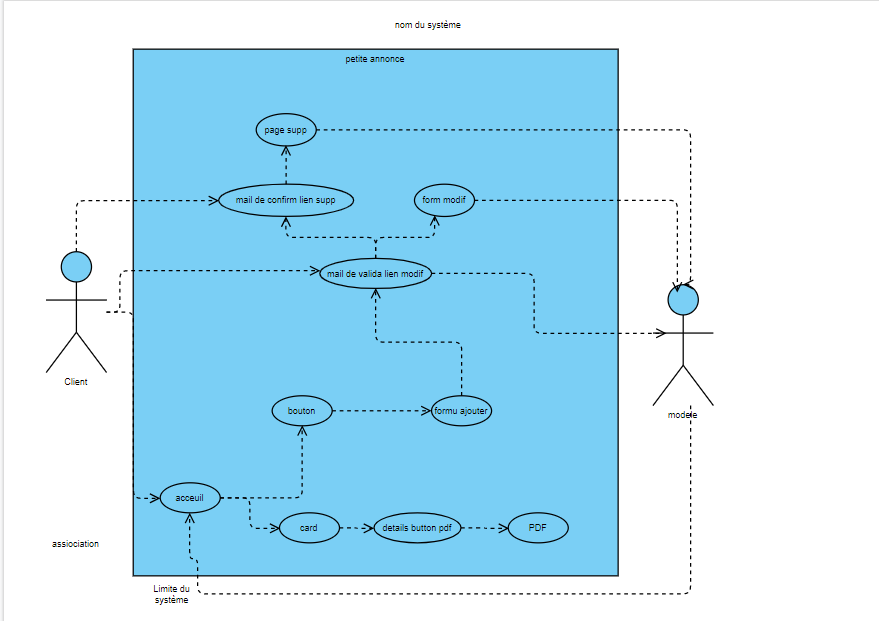 nom du système
petite annonce
page supp
mail de confirm lien supp
form modif
mail de valida lien modif
Client
bouton
formu ajouter
modele
acceuil
card
details button pdf
PDF
assiociation
Limite du
système